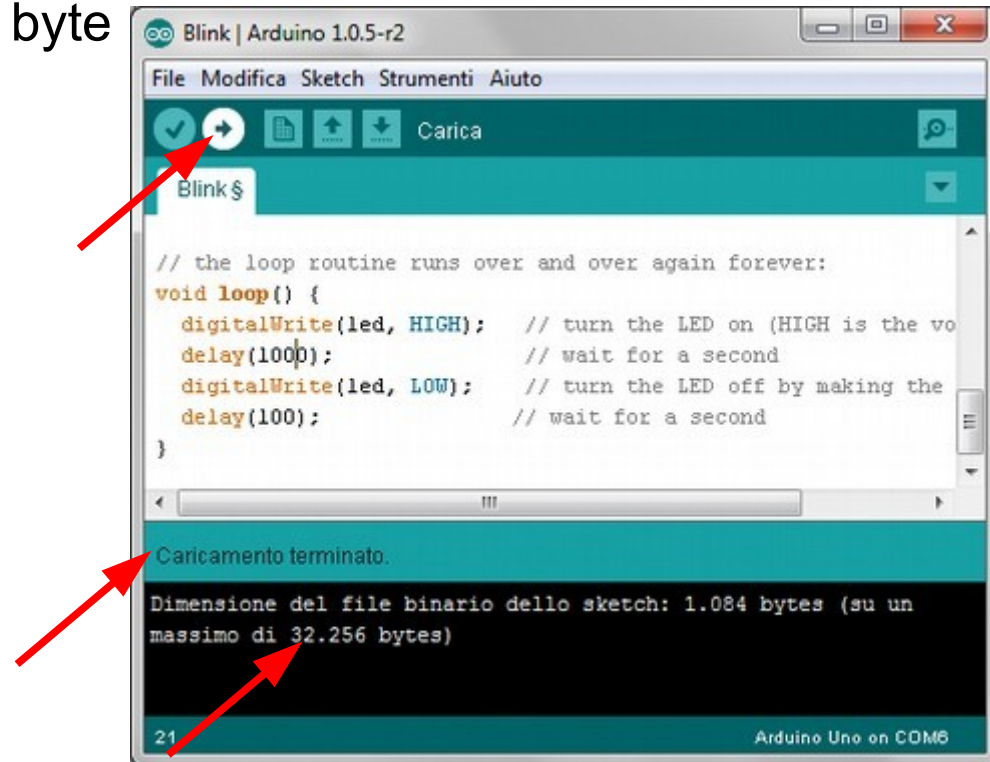 byte
Blink | Arduino 1.0.5-r2
File Modifica Sketch Strumenti Aiuto
Carica
Blink §
// the loop routine runs over and over again forever:
void loop() {
digitalWrite(led, HIGH); // turn the LED on (HIGH is the vo
delay(1000); // wait for a second
digitalWrite(led, LOW); // turn the LED off by making the
delay(100); // wait for a second
}
Caricamento terminato.
Dimensione del file binario dello sketch: 1.084 bytes (su un
massimo di 32.256 bytes)
21 Arduino Uno on COM6